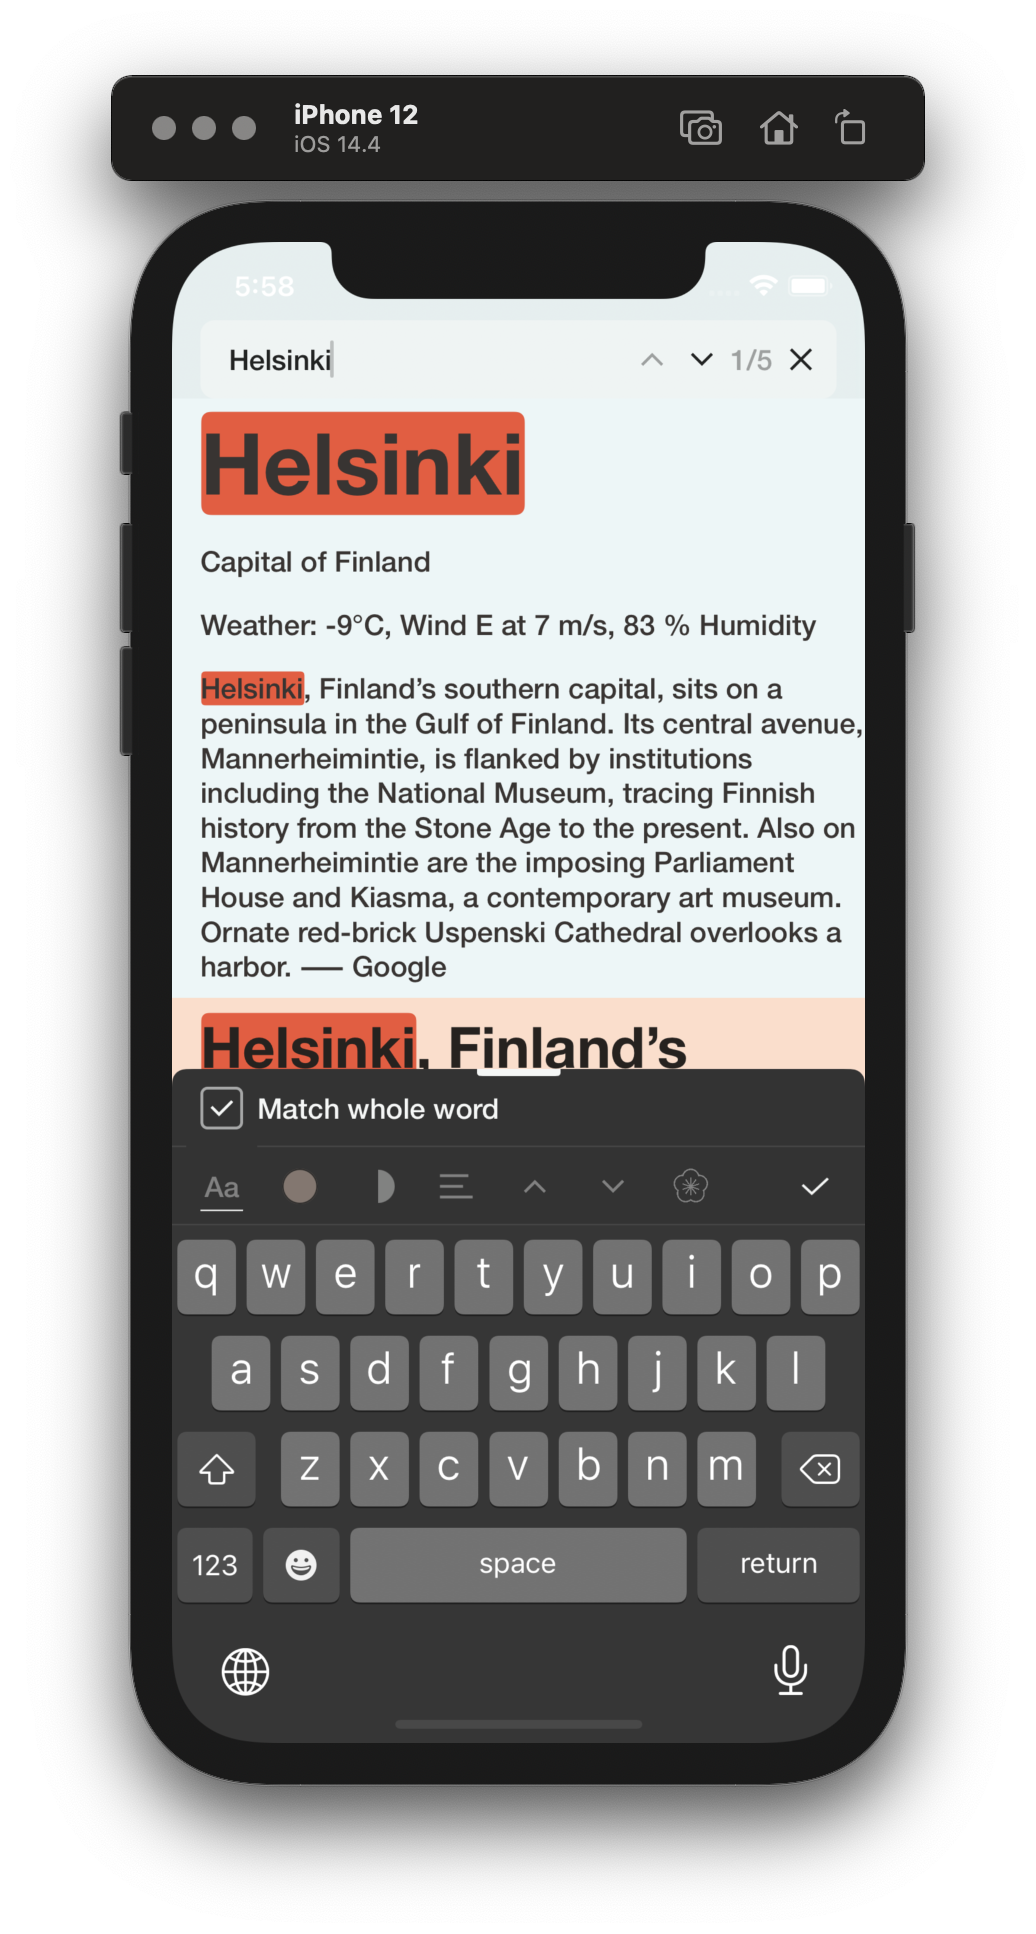 iPhone 12
iOS 14.4
5:58
Helsinki
1/5
Helsinki
Capital of Finland
Weather: -9°C, Wind E at 7 m/s, 83 % Humidity
Helsinki, Finland’s southern capital, sits on a
peninsula in the Gulf of Finland. Its central avenue,
Mannerheimintie, is flanked by institutions
including the National Museum, tracing Finnish
history from the Stone Age to the present. Also on
Mannerheimintie are the imposing Parliament
House and Kiasma, a contemporary art museum.
Ornate red-brick Uspenski Cathedral overlooks a
harbor. — Google
Helsinki, Finland’s
Match whole word
Aa
q w e r t y u i o p
a s d f g h j k l
z x c v b n m
123 space return